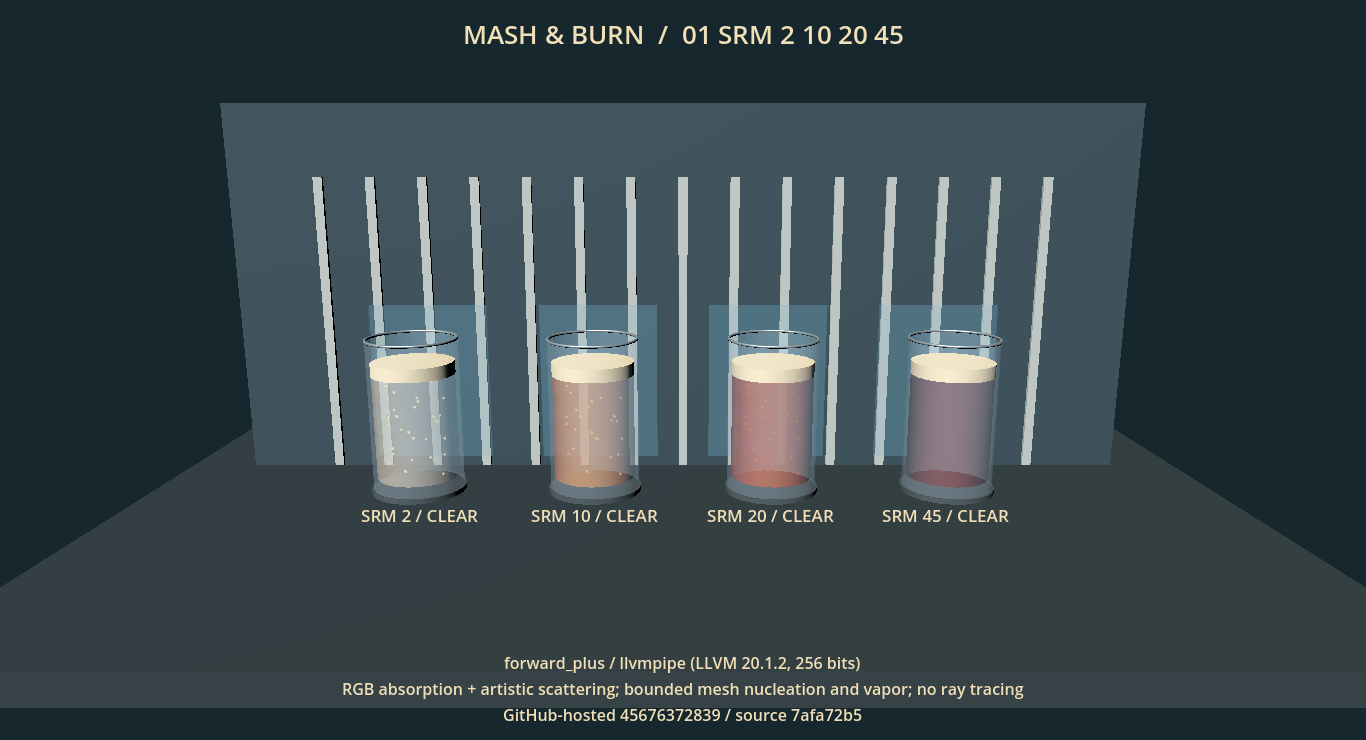 MASH & BURN / 01 SRM 2 10 20 45
SRM 2 / CLEAR
SRM 10 / CLEAR
SRM 20 / CLEAR
SRM 45 / CLEAR
forward_plus / llvmpipe (LLVM 20.1.2, 256 bits)
RGB absorption + artistic scattering; bounded mesh nucleation and vapor; no ray tracing
GitHub-hosted 45676372839 / source 7afa72b5